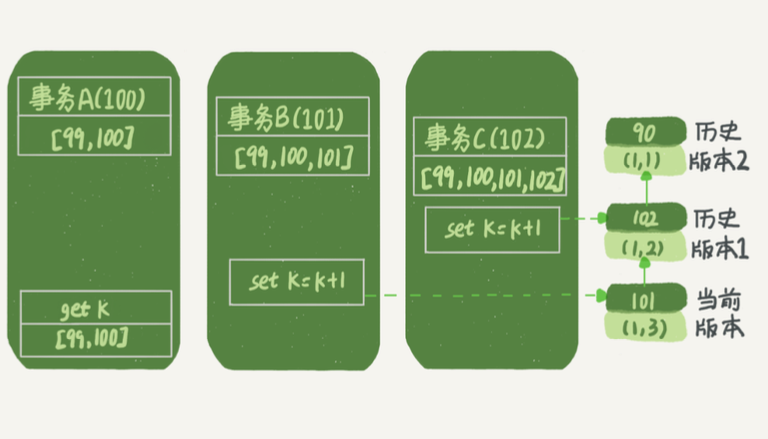 事务A(100)
[99,100]
get K
[99,100]
事务B(101)
[99,100,101]
set K=k+1
事务C(102)
[99,100,101,102]
set K=k+1
90
(1,1)
历史
版本2
102
(1,2)
历史
版本1
101
(1,3)
当前
版本